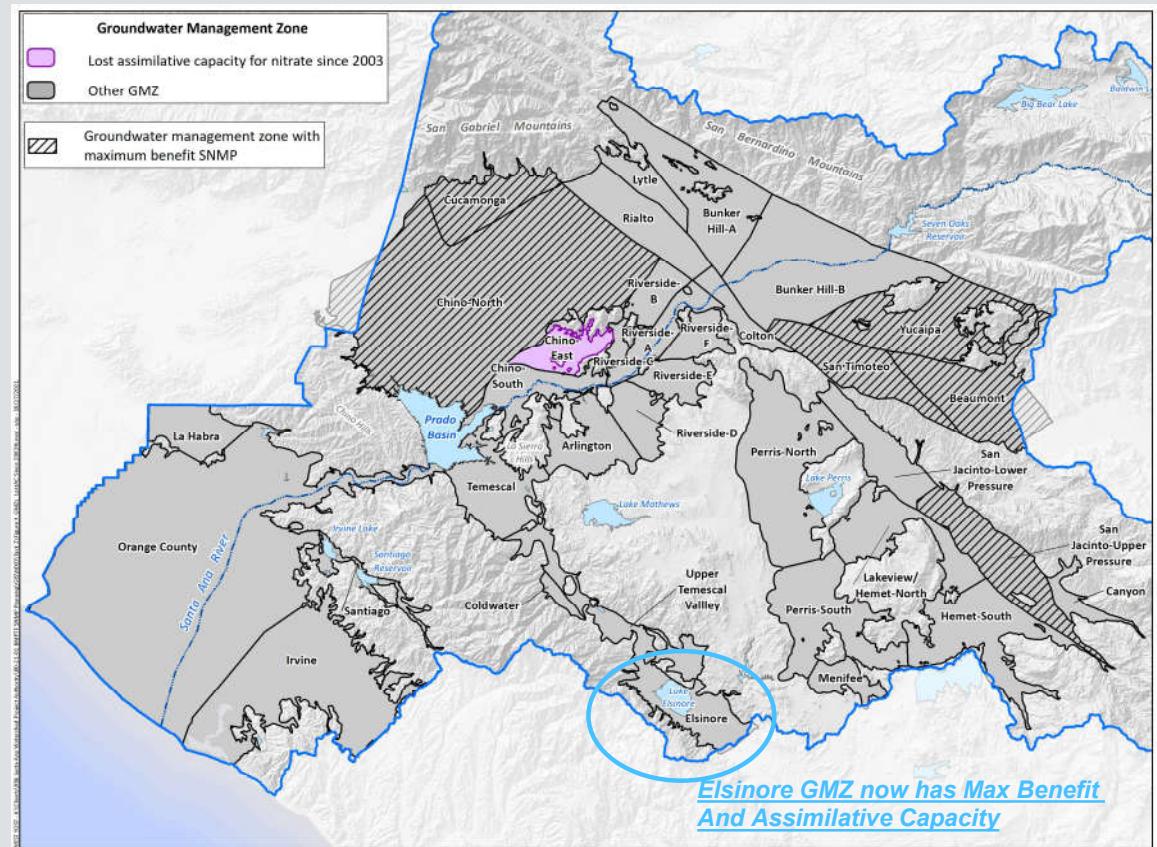 Groundwater Management Zone
Lost assimilative capacity for nitrate since 2003
Other GMZ
Groundwater management zone with
maximum benefit SNMP
San Gabriel Mountains
San Bernardino Mountains
Big Bear Lake
Seven Oaks
Reservoir
Cucamonga
Lytle
Rialto
Bunker
Hill-A
Bunker Hill-B
Chino-North
Riverside-
B
Yucaipa
Chino-
East
Riverside-
A
Riverside-
F
Colton
Riverside-C
San Timoteo
Chino-
South
Riverside-E
Beaumont
Prado
Basin
Chino Hills
La Habra
La Sierra
Hills
Arlington
Riverside-D
Perris-North
San
Jacinto-Lower
Pressure
Temescal
Lake Perris
Lake Mathews
Orange County
Santa Ana River
Irvine Lake
Santiago
Reservoir
San
Jacinto-Upper
Pressure
Canyon
Upper
Temescal
Vallley
Lakeview/
Hemet-North
Santiago
Coldwater
Perris-South
Hemet-South
Irvine
Menifee
Lake
Elsinore
Elsinore
Elsinore GMZ now has Max Benefit
And Assimilative Capacity